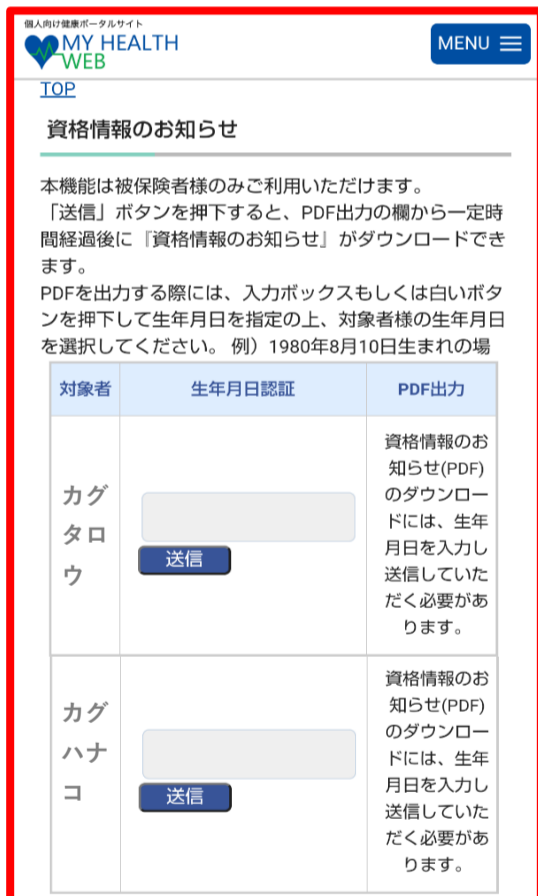 個人向け健康ポータルサイト
MY HEALTH
WEB
MENU
TOP
資格情報のお知らせ
本機能は被保険者様のみご利用いただけます。
「送信」ボタンを押下すると、PDF出力の欄から一定時
間経過後に『資格情報のお知らせ』がダウンロードでき
ます。
PDFを出力する際には、入力ボックスもしくは白いボタ
ンを押下して生年月日を指定の上、対象者様の生年月日
を選択してください。 例）1980年8月10日生まれの場
対象者
生年月日認証
PDF出力
カグ
タロ
ウ
送信
資格情報のお
知らせ(PDF)
のダウンロー
ドには、生年
月日を入力し
送信していた
だく必要があ
ります。
カグ
ハナ
コ
送信
資格情報のお
知らせ(PDF)
のダウンロー
ドには、生年
月日を入力し
送信していた
だく必要があ
ります。